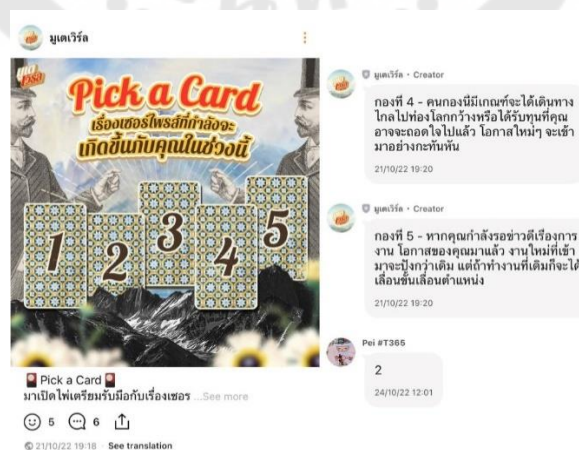 มูเตเวิร์ล
มูเต
เวิร์ล
Pick a Card
เรื่องเซอร์ไพรส์ที่กำลังจะ
เกิดขึ้นกับคุณในช่วงนี้
1
2
3
4
5
🎴 Pick a Card 🎴
มาเปิดไพ่เตรียมรับมือกับเรื่องเซอร ...See more
5
6
21/10/22 19:18
See translation
มูเตเวิร์ล • Creator
กองที่ 4 - คนกองนี้มีเกณฑ์จะได้เดินทาง
ไกลไปท่องโลกกว้างหรือได้รับทุนที่คุณ
อาจจะถอดใจไปแล้ว โอกาสใหม่ๆ จะเข้า
มาอย่างกะทันหัน
21/10/22 19:20
มูเตเวิร์ล • Creator
กองที่ 5 - หากคุณกำลังรอข่าวดีเรื่องการ
งาน โอกาสของคุณมาแล้ว งานใหม่ที่เข้า
มาจะปังกว่าเดิม แต่ถ้าทำงานที่เดิมก็จะได้
เลื่อนขั้นเลื่อนตำแหน่ง
21/10/22 19:20
Pei #T365
2
24/10/22 12:01